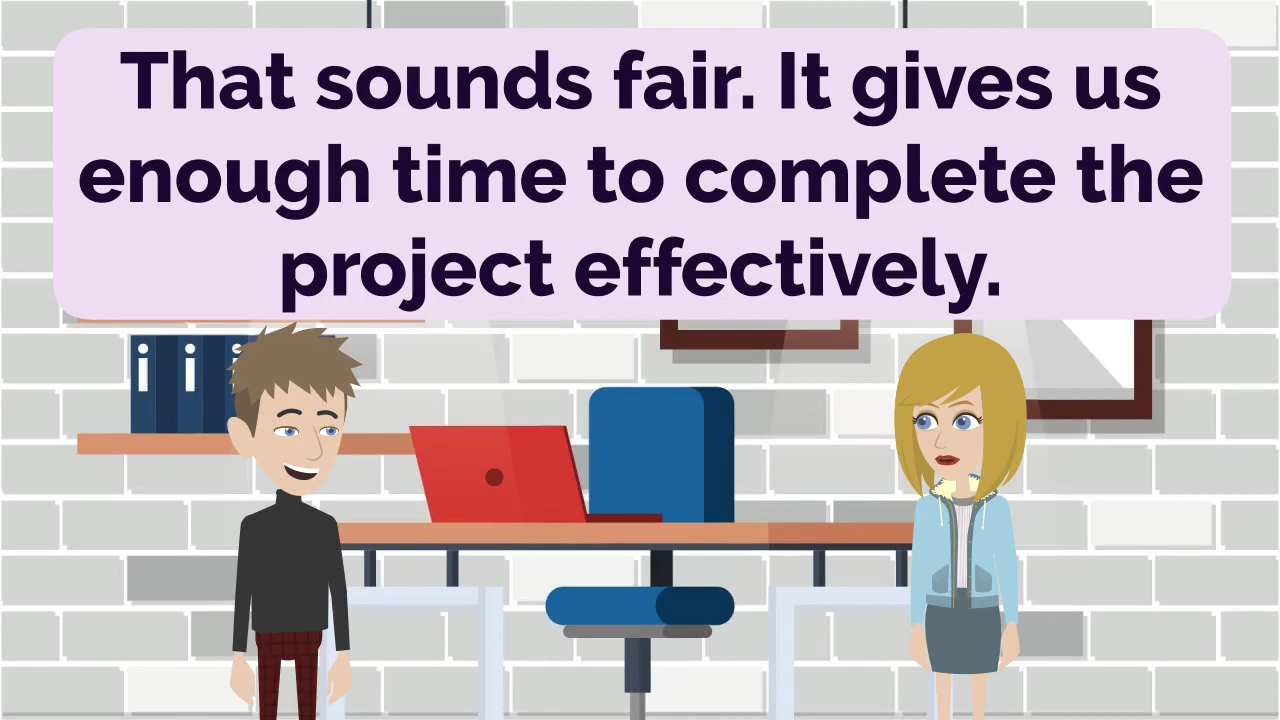 That sounds fair. It gives us
enough time to complete the
project effectively.